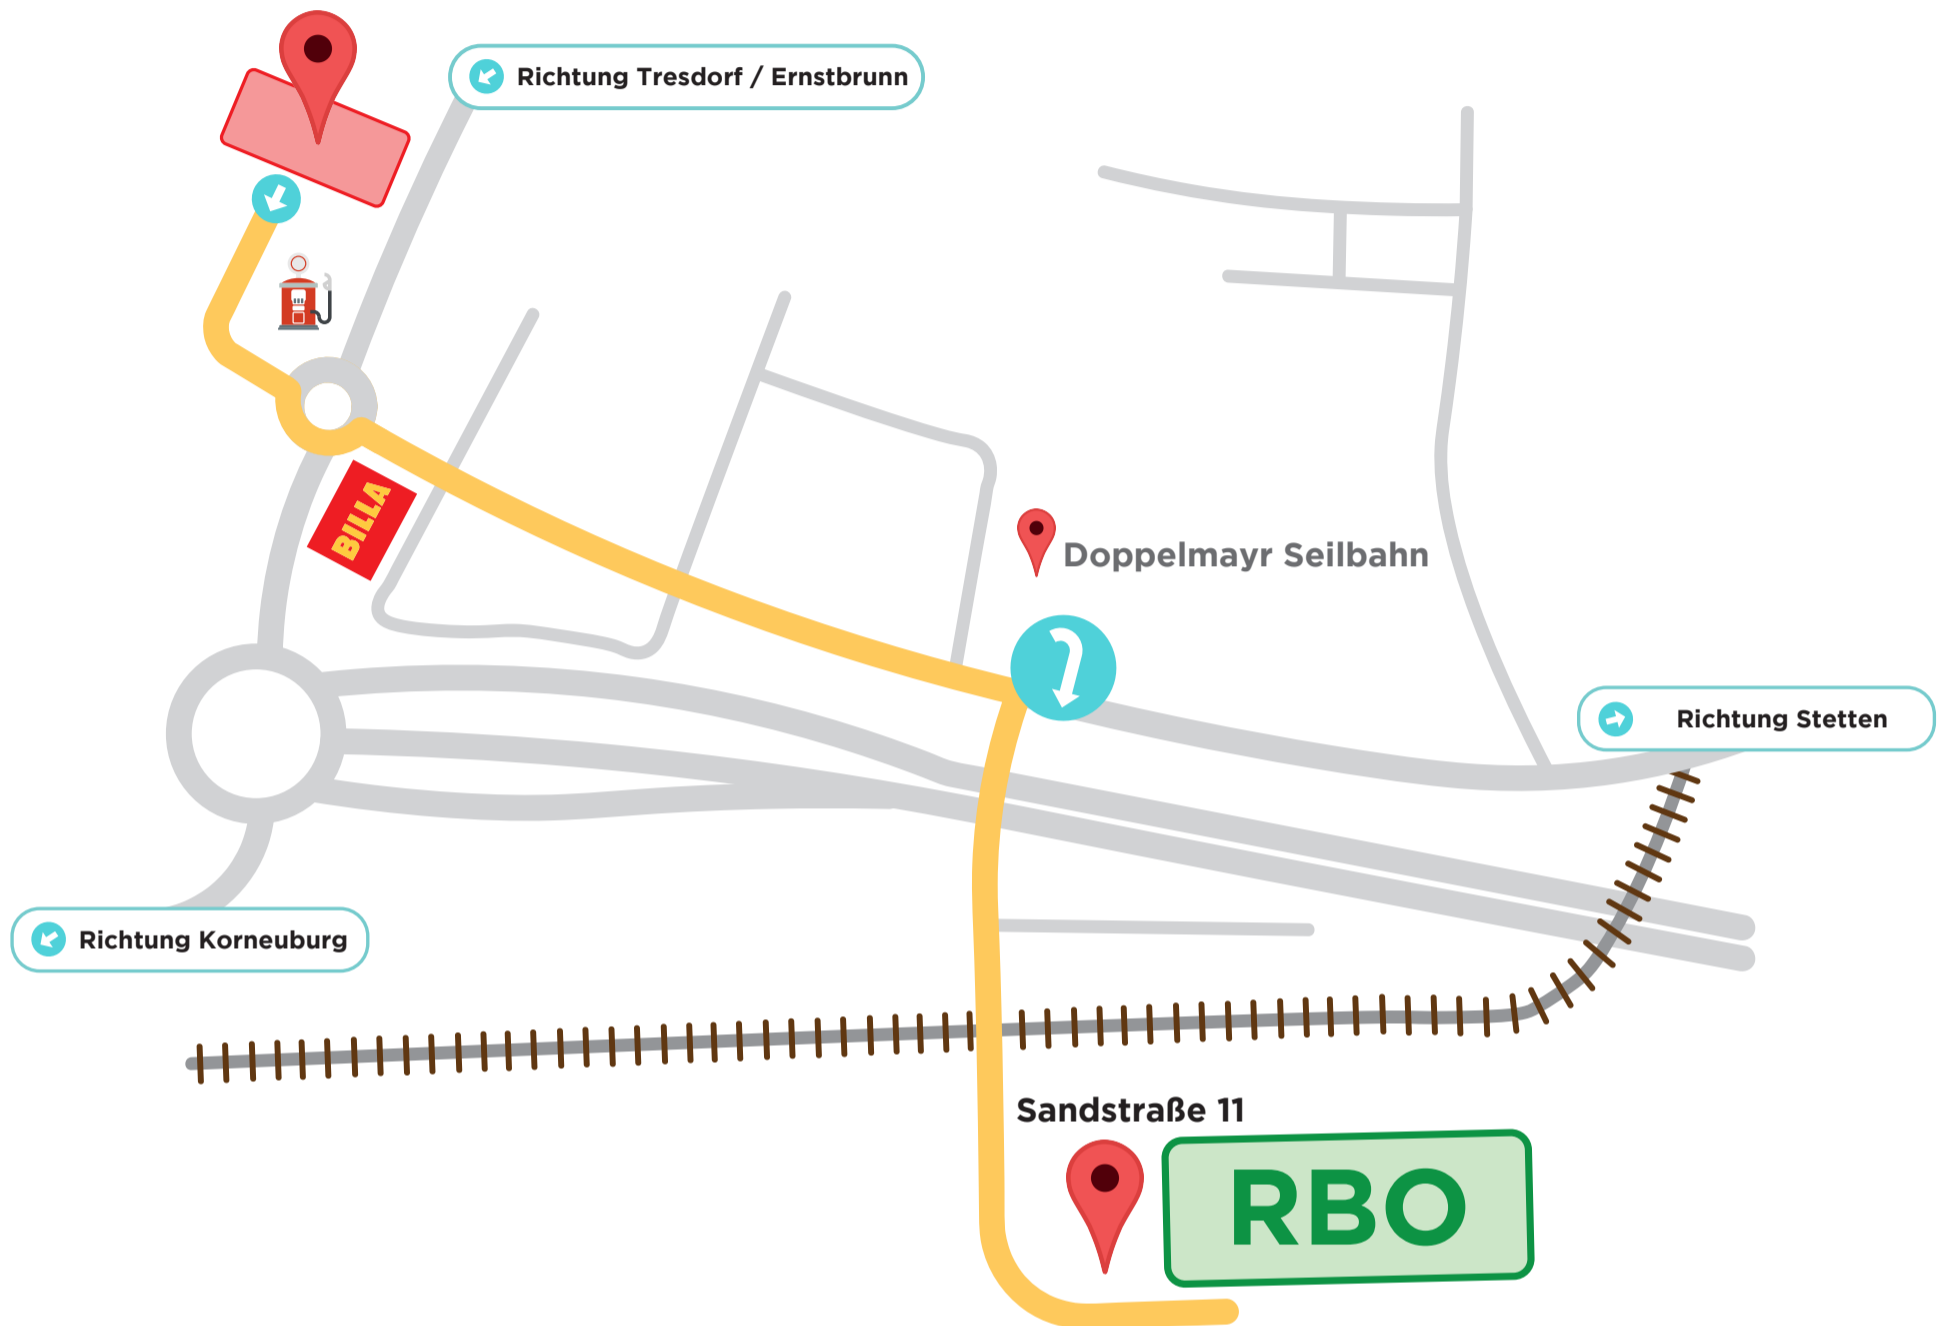 Richtung Tresdorf / Ernstbrunn
BILLA
Doppelmayr Seilbahn
Richtung Stetten
Richtung Korneuburg
Sandstraße 11
RBO